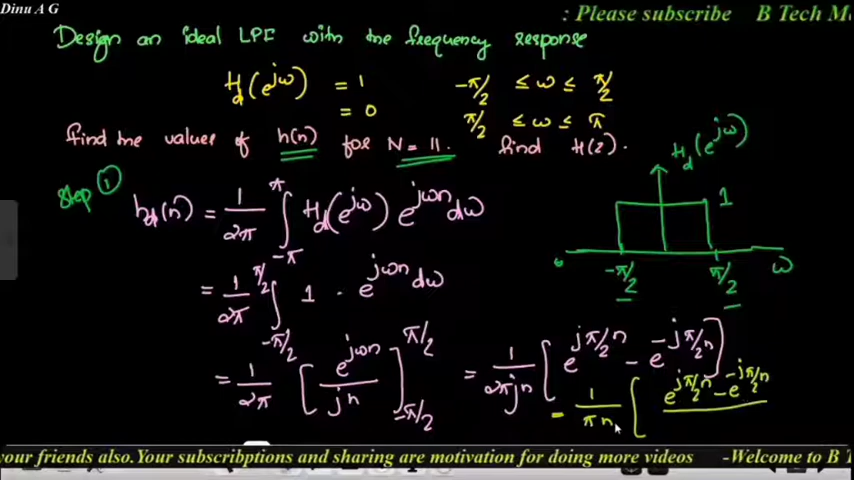 Dinu A G
: Please subscribe B Tech M
Design an ideal LPF with the frequency response
H_d(e^{jω}) = 1   -π/2 ≤ ω ≤ π/2
= 0   π/2 ≤ ω ≤ π
find the values of h(n) for N = 11. find H(z).
Step ①
h_d(n) = 1/2π ∫_{-π}^{π} H_d(e^{jω}) e^{jωn} dω
= 1/2π ∫_{-π/2}^{π/2} 1 · e^{jωn} dω
= 1/2π [e^{jωn}/jn]_{-π/2}^{π/2} = 1/2πjn [e^{jπ/2 n} - e^{-jπ/2 n}]
= 1/πn [e^{jπ/2 n} - e^{-jπ/2 n}
H_d(e^{jω})
1
-π/2
π/2
ω
your friends also.Your subscribptions and sharing are motivation for doing more videos -Welcome to B T